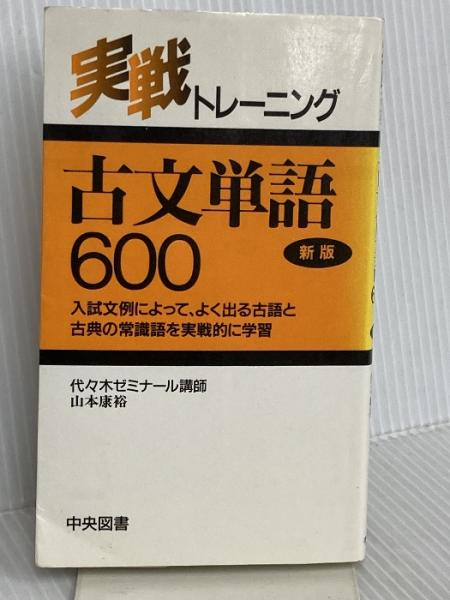 実戦トレーニング
古文単語
600
新版
入試文例によって、よく出る古語と
古典の常識語を実戦的に学習
代々木ゼミナール講師
山本康裕
中央図書